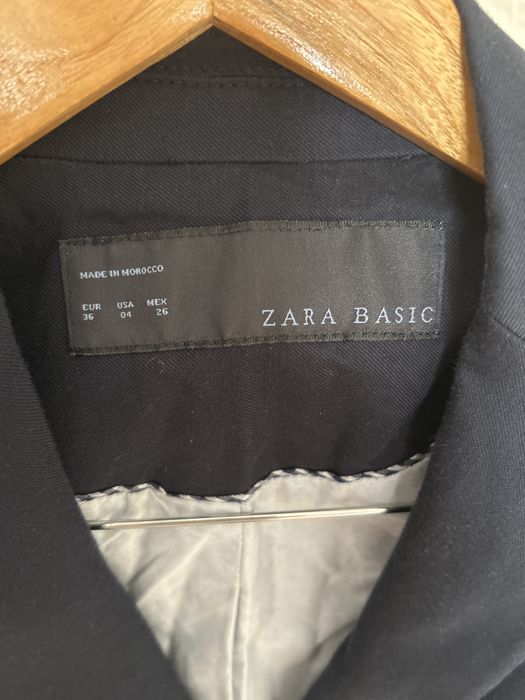 MADE IN MOROCCO
EUR USA MEX
36 04 26
ZARA BASIC